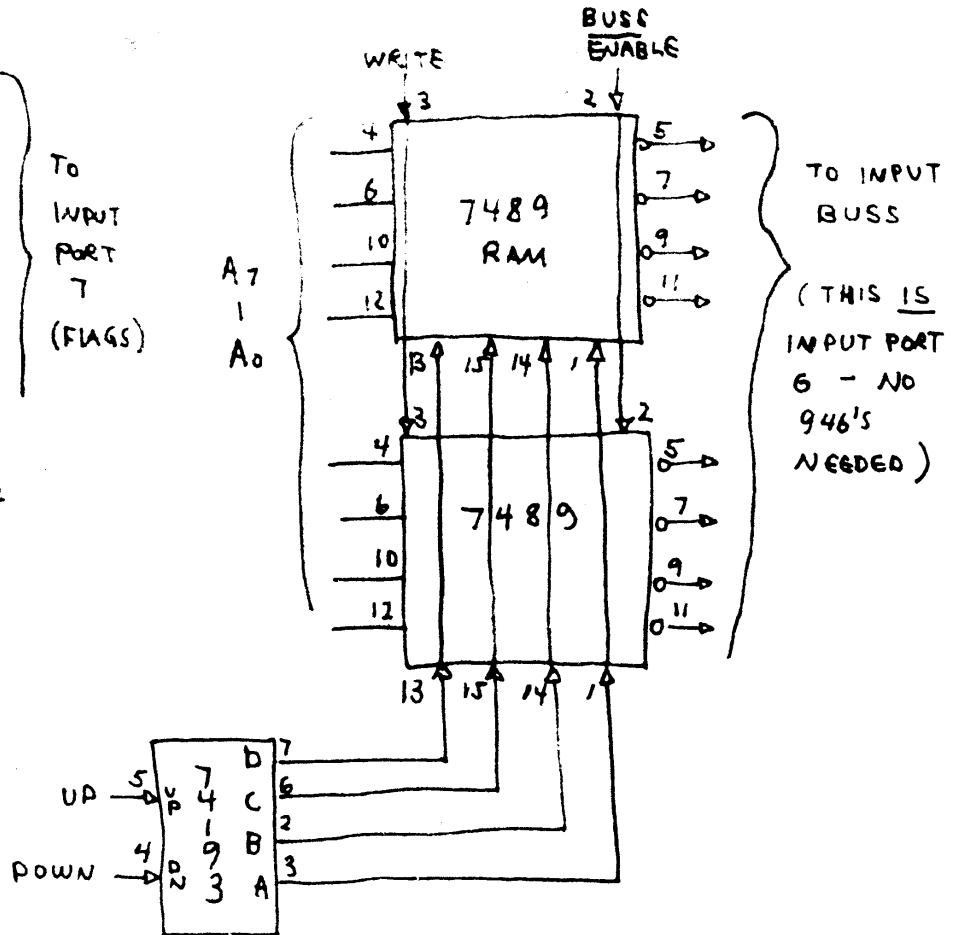 BUSS
ENABLE
WRITE
3
2
4
5
TO
INPUT
PORT
7
(FLAGS)
6
7
7489
RAM
TO INPUT
BUSS
10
9
A7
A0
12
11
(THIS IS
INPUT PORT
6 - NO
946'S
NEEDED)
13
15
14
1
3
2
4
5
6
7
7489
10
9
12
11
13
15
14
1
UP
5
UP
74193
D
7
C
6
B
2
A
3
DOWN
4
DN